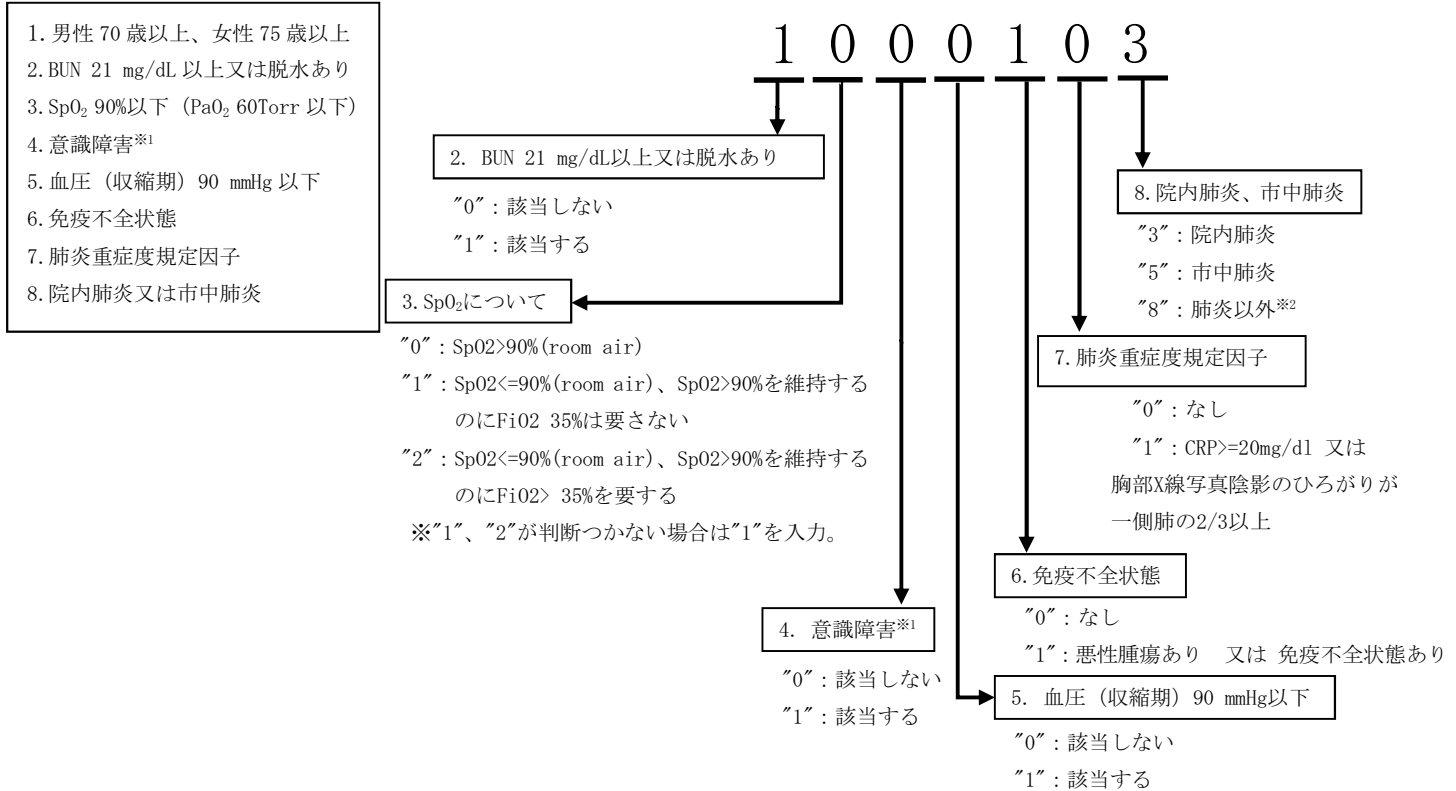 1.男性 70 歳以上、女性 75 歳以上
2.BUN 21 mg/dL 以上又は脱水あり
3.SpO₂ 90%以下（PaO₂ 60Torr 以下）
4.意識障害※1
5.血圧（収縮期）90 mmHg 以下
6.免疫不全状態
7.肺炎重症度規定因子
8.院内肺炎又は市中肺炎
1 0 0 0 1 0 3
2. BUN 21 mg/dL以上又は脱水あり
"0"：該当しない
"1"：該当する
3.SpO₂について
"0"：SpO2>90%(room air)
"1"：SpO2<=90%(room air)、SpO2>90%を維持する
のにFiO2 35%は要さない
"2"：SpO2<=90%(room air)、SpO2>90%を維持する
のにFiO2> 35%を要する
※"1"、"2"が判断つかない場合は"1"を入力。
4. 意識障害※1
"0"：該当しない
"1"：該当する
5. 血圧（収縮期）90 mmHg以下
"0"：該当しない
"1"：該当する
6.免疫不全状態
"0"：なし
"1"：悪性腫瘍あり　又は 免疫不全状態あり
7.肺炎重症度規定因子
"0"：なし
"1"：CRP>=20mg/dl 又は
胸部X線写真陰影のひろがりが
一側肺の2/3以上
8.院内肺炎、市中肺炎
"3"：院内肺炎
"5"：市中肺炎
"8"：肺炎以外※2